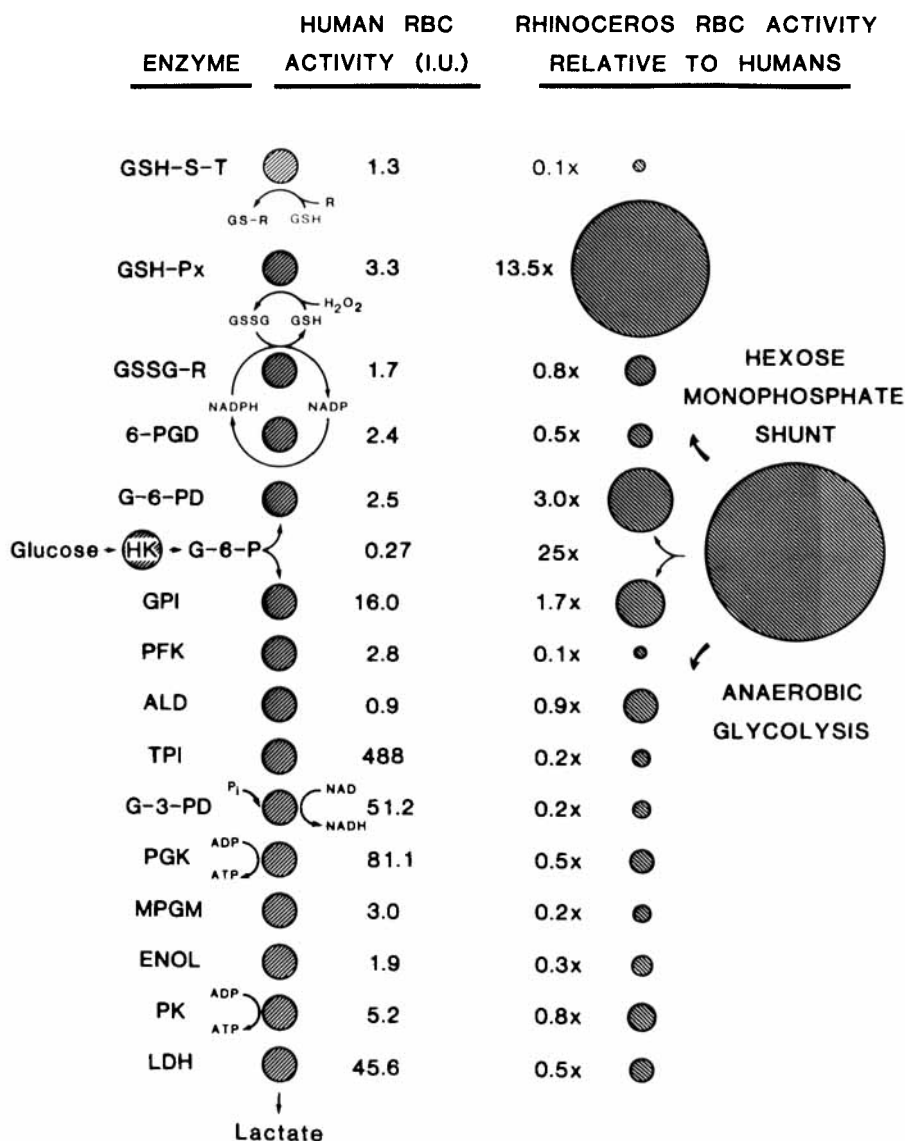 HUMAN RBC RHINOCEROS RBC ACTIVITY
ENZYME ACTIVITY (I.U.) RELATIVE TO HUMANS
GSH-S-T 1.3 0.1x
R
GS-R GSH
GSH-Px 3.3 13.5x
H₂O₂
GSSG GSH
GSSG-R 1.7 0.8x
HEXOSE
MONOPHOSPHATE
SHUNT
NADPH NADP
6-PGD 2.4 0.5x
G-6-PD 2.5 3.0x
Glucose HK G-6-P 0.27 25x
GPI 16.0 1.7x
PFK 2.8 0.1x
ANAEROBIC
GLYCOLYSIS
ALD 0.9 0.9x
TPI 488 0.2x
Pi NAD
G-3-PD 51.2 0.2x
NADH
ADP
PGK 81.1 0.5x
ATP
MPGM 3.0 0.2x
ENOL 1.9 0.3x
ADP
PK 5.2 0.8x
ATP
LDH 45.6 0.5x
Lactate